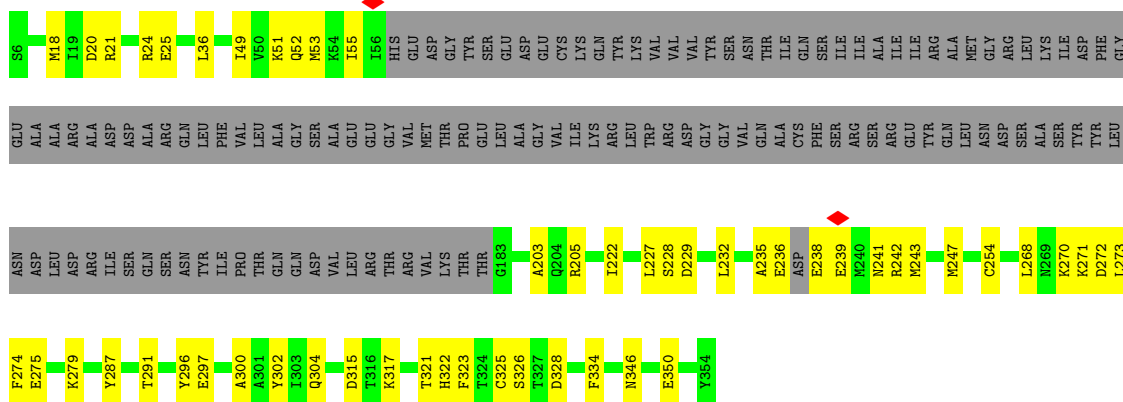 S6 M18 I19 D20 R21 R24 E25 L36 I49 V50 K51 Q52 M53 K54 I55 I56 HIS GLU ASP GLY TYR SER GLU ASP GLU CYS LYS GLN TYR LYS VAL VAL VAL TYR SER ASN THR ILE GLN SER ILE ILE ALA ILE ILE ARG ALA MET GLY ARG LEU LYS ILE ASP PHE GLY
GLU ALA ALA ARG ALA ASP ASP ALA ARG GLN LEU PHE VAL LEU ALA GLY SER ALA GLU GLU GLY VAL MET THR PRO GLU LEU ALA GLY VAL ILE LYS ARG LEU TRP ARG ASP GLY GLY VAL GLN ALA CYS PHE SER ARG SER ARG GLU TYR GLN LEU ASN ASP SER ALA SER TYR TYR LEU
ASN ASP LEU ASP ARG ILE SER GLN SER ASN TYR ILE PRO THR GLN GLN ASP VAL LEU ARG THR ARG VAL LYS THR THR G183 A203 Q204 R205 I222 L227 S228 D229 L232 A235 E236 ASP E238 E239 M240 N241 R242 M243 M247 C254 L268 N269 K270 K271 D272 L273
F274 E275 K279 Y287 T291 Y296 E297 A300 A301 Y302 I303 Q304 D315 T316 K317 T321 H322 F323 T324 C325 S326 T327 D328 F334 N346 E350 Y354